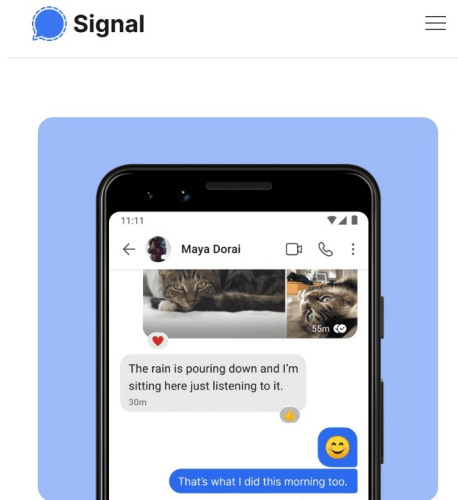 Signal
11:11
Maya Dorai
55m
The rain is pouring down and I'm
sitting here just listening to it.
30m
That's what I did this morning too.